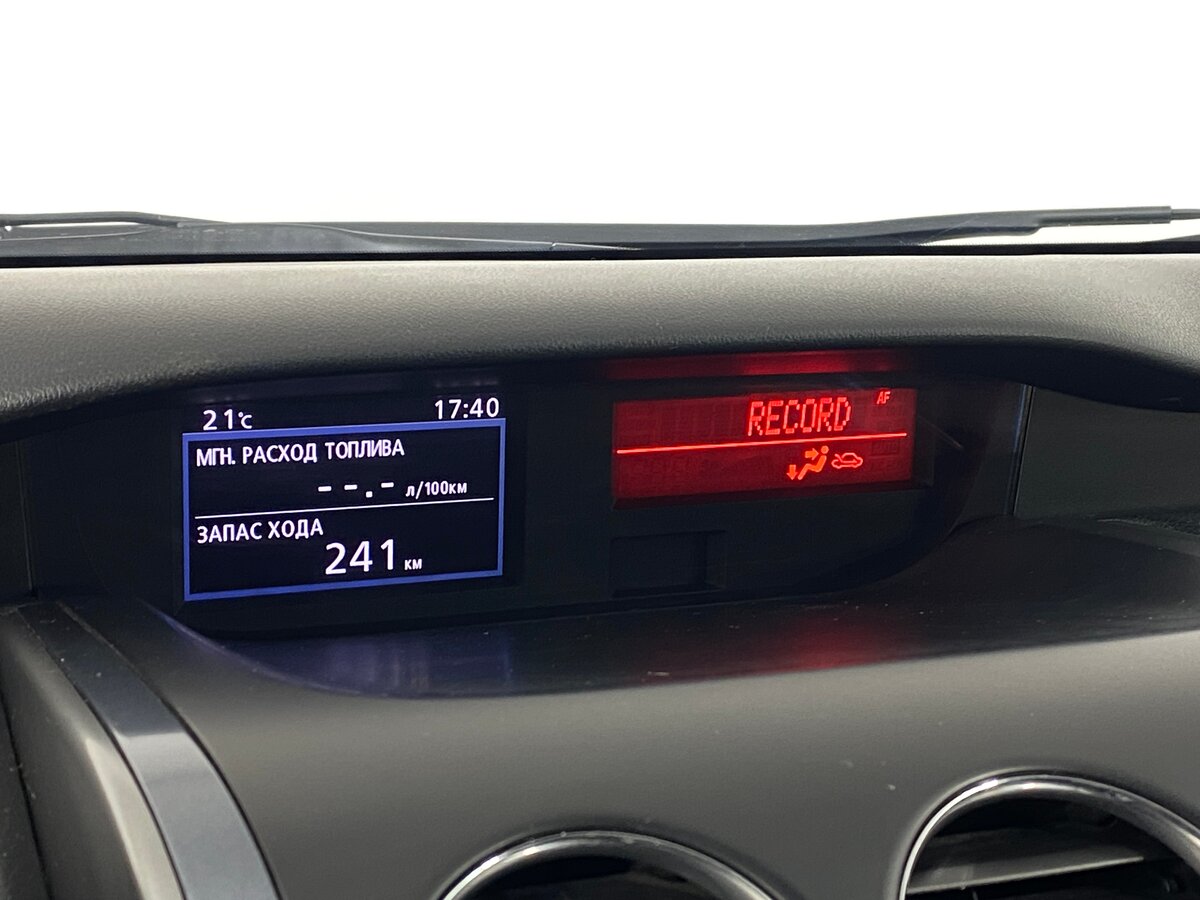 21°C 17:40
МГН. РАСХОД ТОПЛИВА
--.- л/100км
ЗАПАС ХОДА
241 км
AF
RECORD